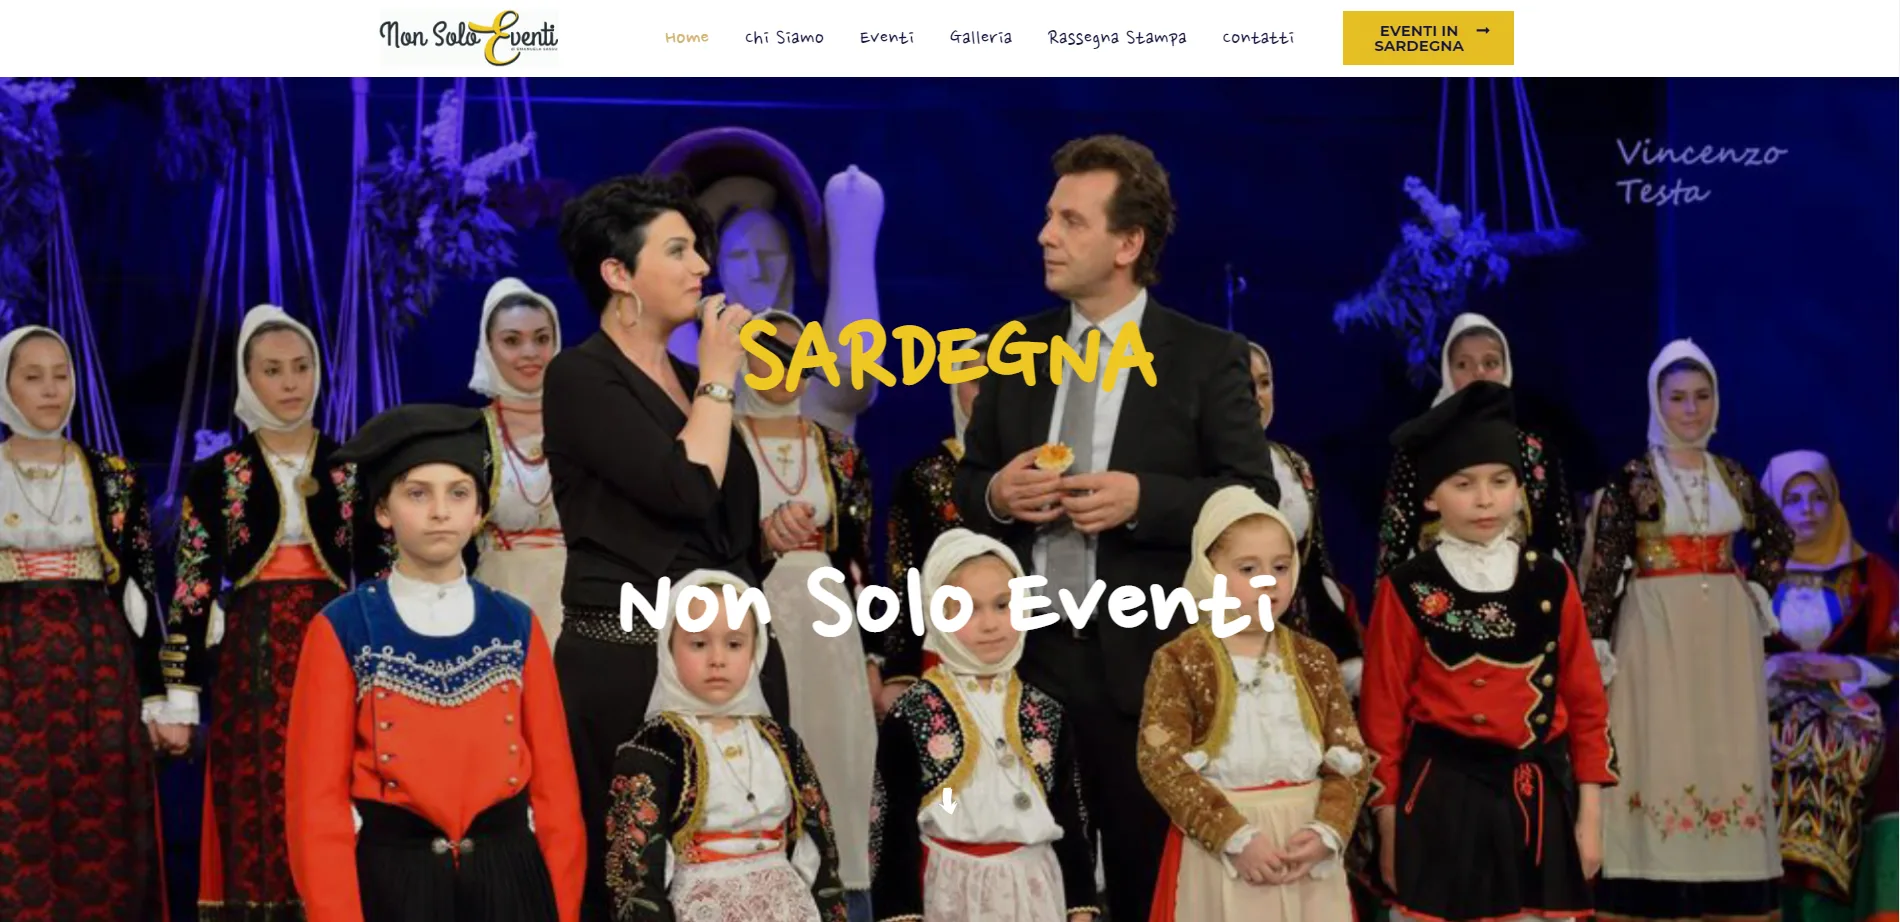 Non Solo Eventi
Home
Chi Siamo
Eventi
Galleria
Rassegna Stampa
Contatti
EVENTI IN
SARDEGNA
Vincenzo
Testa
SARDEGNA
Non Solo Eventi